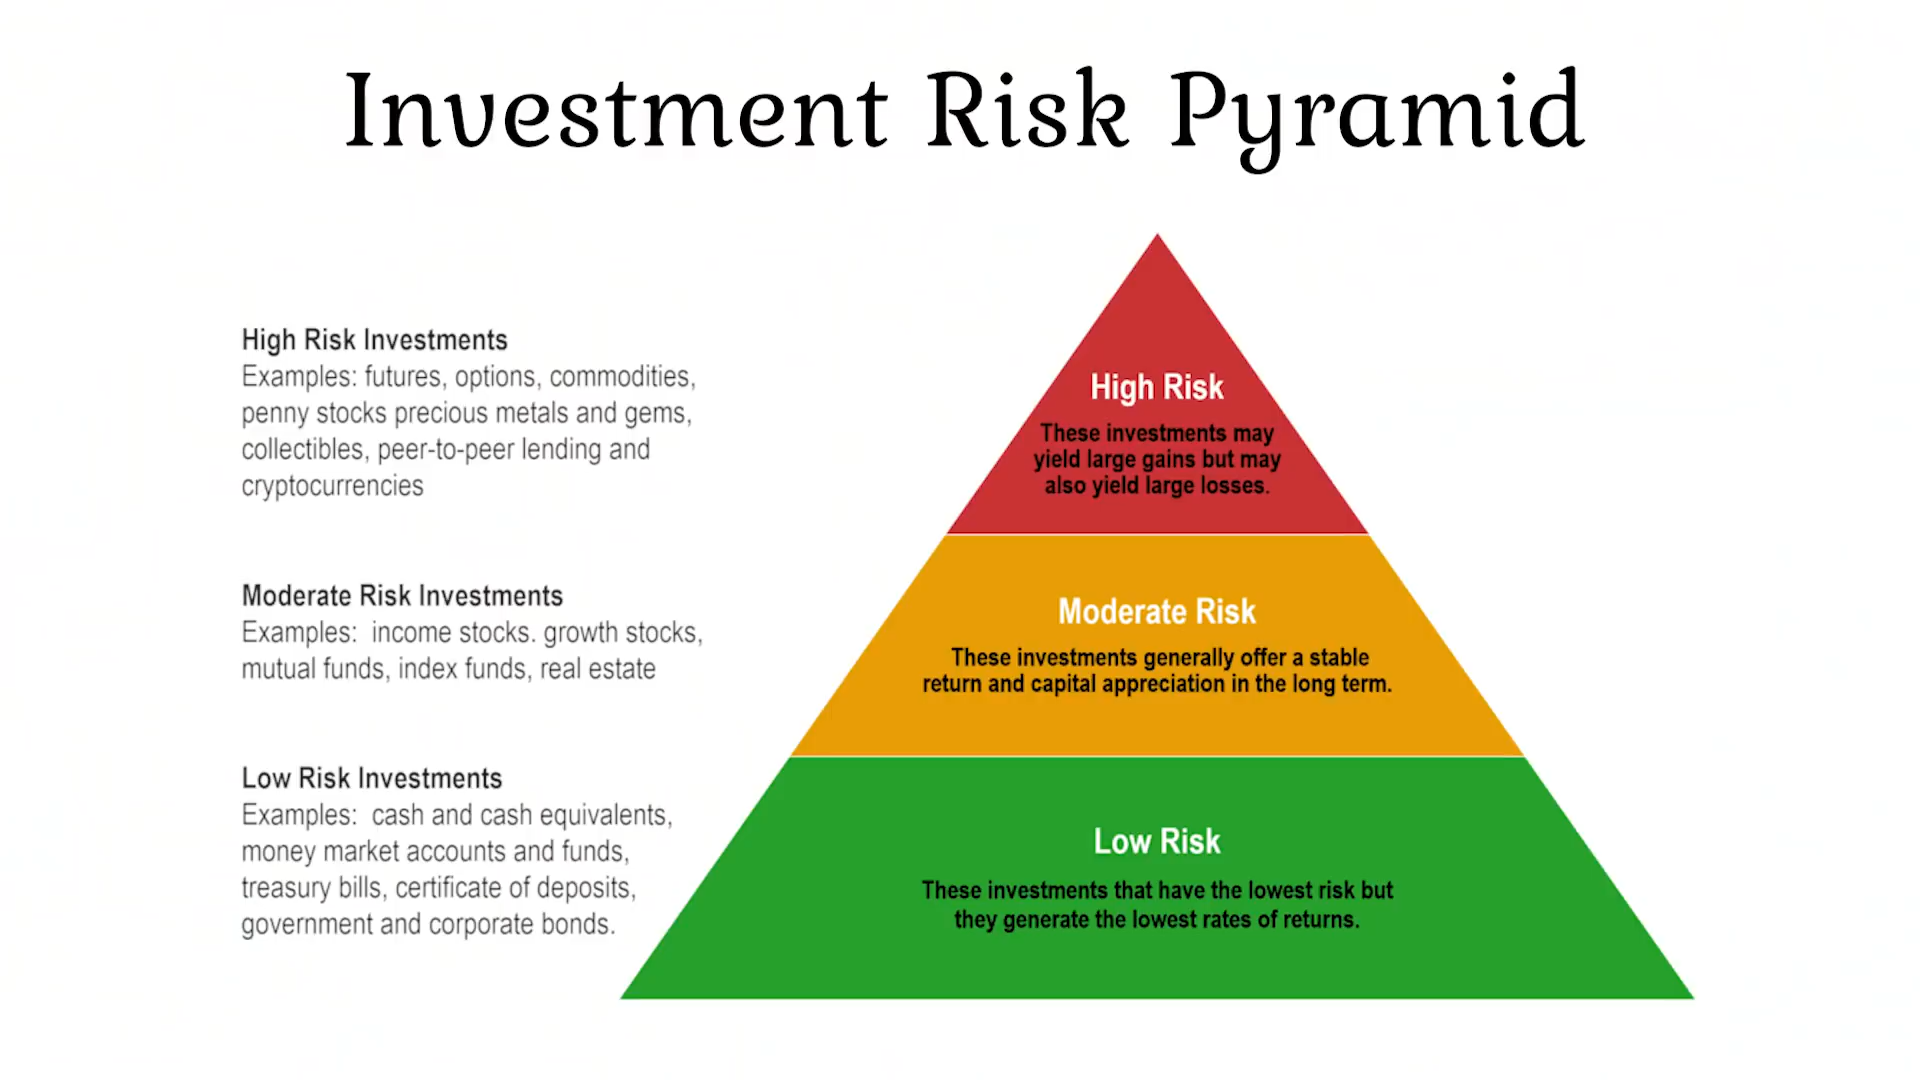 Investment Risk Pyramid
High Risk Investments
Examples: futures, options, commodities,
penny stocks precious metals and gems,
collectibles, peer-to-peer lending and
cryptocurrencies
High Risk
These investments may
yield large gains but may
also yield large losses.
Moderate Risk Investments
Examples:  income stocks. growth stocks,
mutual funds, index funds, real estate
Moderate Risk
These investments generally offer a stable
return and capital appreciation in the long term.
Low Risk Investments
Examples:  cash and cash equivalents,
money market accounts and funds,
treasury bills, certificate of deposits,
government and corporate bonds.
Low Risk
These investments that have the lowest risk but
they generate the lowest rates of returns.